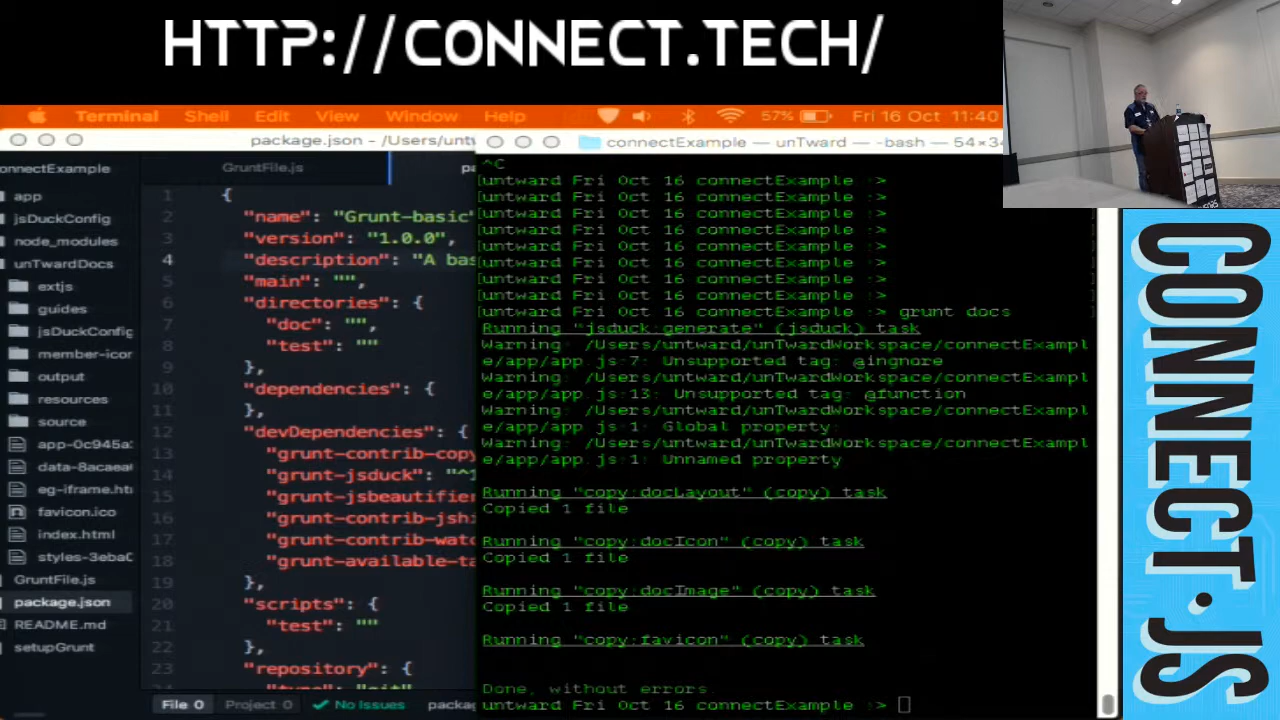 HTTP://CONNECT.TECH/
Terminal Shell Edit View Window Help 57% Fri 16 Oct 11:40
package.json - /Users/untw
connectExample — unTward — -bash — 54×3
onnectExample
app
jsDuckConfig
node_modules
unTwardDocs
extjs
guides
jsDuckConfig
member-icon
output
resources
source
app-0c945a
data-8acaea
eg-iframe.ht
favicon.ico
index.html
styles-3eba0
GruntFile.js
package.json
README.md
setupGrunt
GruntFile.js
pa
1 {
2 "name": "Grunt-basic"
3 "version": "1.0.0",
4 "description": "A bas
5 "main": "",
6 "directories": {
7 "doc": "",
8 "test": ""
9 },
10 "dependencies": {
11 },
12 "devDependencies": {
13 "grunt-contrib-copy
14 "grunt-jsduck": "^1
15 "grunt-jsbeautifier
16 "grunt-contrib-jshi
17 "grunt-contrib-watc
18 "grunt-available-ta
19 },
20 "scripts": {
21 "test": ""
22 },
23 "repository": {
24 "type": "git"
File 0 Project 0 No Issues packa
^C
[untward Fri Oct 16 connectExample :>
[untward Fri Oct 16 connectExample :>
[untward Fri Oct 16 connectExample :>
[untward Fri Oct 16 connectExample :>
[untward Fri Oct 16 connectExample :>
[untward Fri Oct 16 connectExample :>
[untward Fri Oct 16 connectExample :>
[untward Fri Oct 16 connectExample :>
[untward Fri Oct 16 connectExample :> grunt docs
Running "jsduck:generate" (jsduck) task
Warning: /Users/untward/unTwardWorkspace/connectExampl
e/app/app.js:7: Unsupported tag: @ingnore
Warning: /Users/untward/unTwardWorkspace/connectExampl
e/app/app.js:13: Unsupported tag: @function
Warning: /Users/untward/unTwardWorkspace/connectExampl
e/app/app.js:1: Global property:
Warning: /Users/untward/unTwardWorkspace/connectExampl
e/app/app.js:1: Unnamed property
Running "copy:docLayout" (copy) task
Copied 1 file
Running "copy:docIcon" (copy) task
Copied 1 file
Running "copy:docImage" (copy) task
Copied 1 file
Running "copy:favicon" (copy) task
Done, without errors.
untward Fri Oct 16 connectExample :>
CONNECT.JS